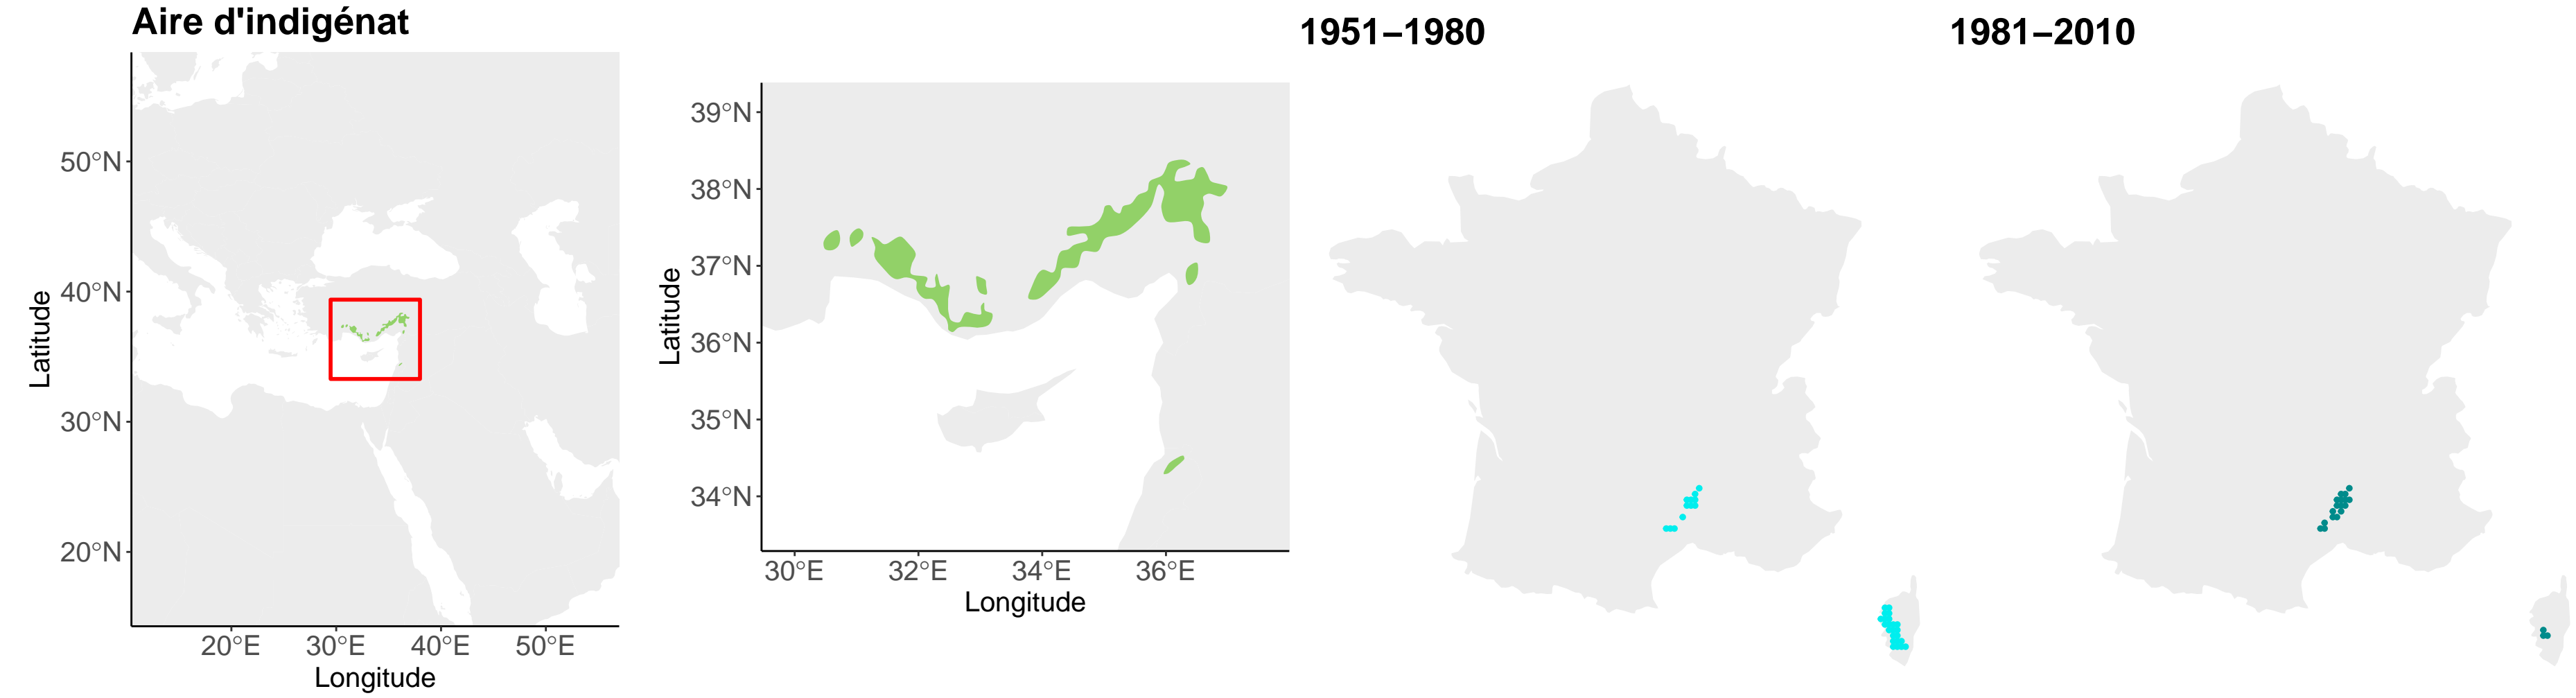 Aire d'indigénat
50°N
40°N
30°N
20°N
Latitude
20°E 30°E 40°E 50°E
Longitude
39°N
38°N
37°N
36°N
35°N
34°N
Latitude
30°E 32°E 34°E 36°E
Longitude
1951–1980
1981–2010